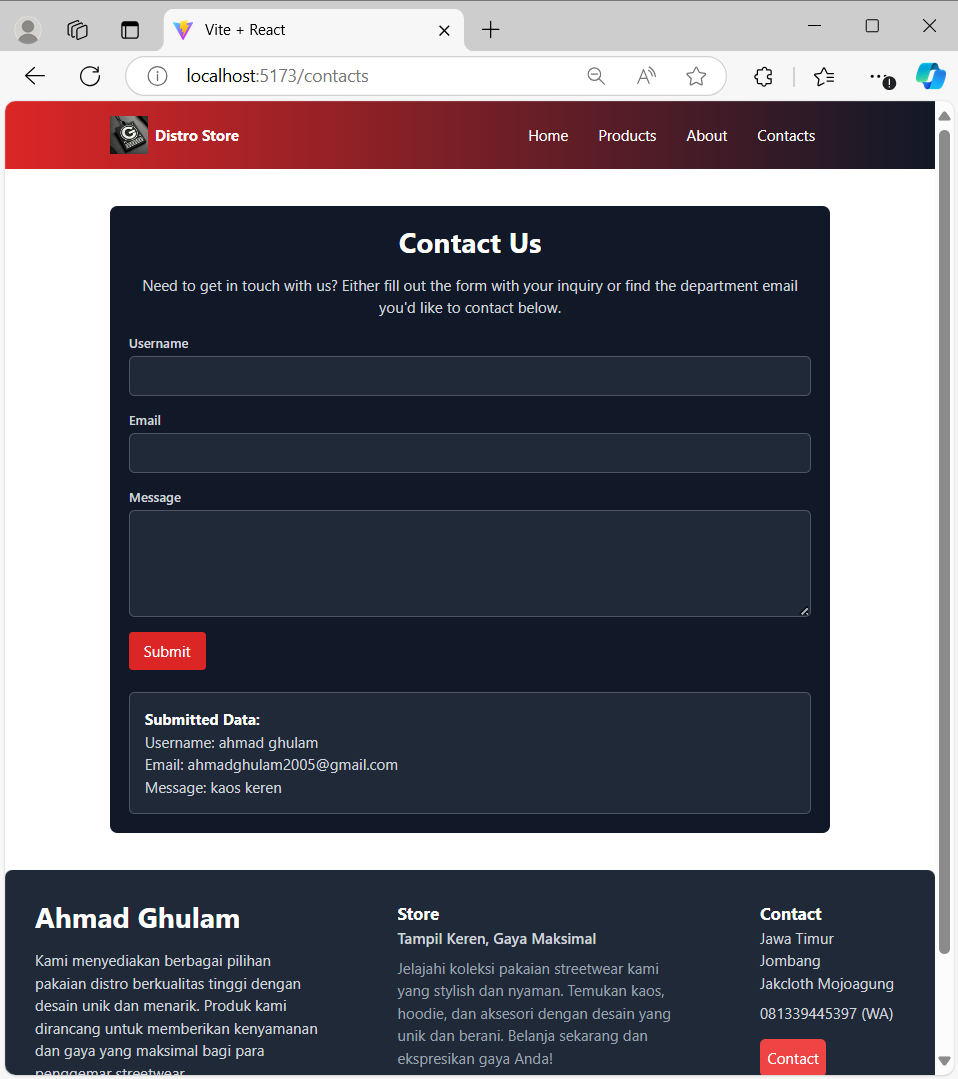 Vite + React
localhost:5173/contacts
G
Distro Store
Home
Products
About
Contacts
Contact Us
Need to get in touch with us? Either fill out the form with your inquiry or find the department email
you'd like to contact below.
Username
Email
Message
Submit
Submitted Data:
Username: ahmad ghulam
Email: ahmadghulam2005@gmail.com
Message: kaos keren
Ahmad Ghulam
Kami menyediakan berbagai pilihan
pakaian distro berkualitas tinggi dengan
desain unik dan menarik. Produk kami
dirancang untuk memberikan kenyamanan
dan gaya yang maksimal bagi para
penggemar streetwear
Store
Tampil Keren, Gaya Maksimal
Jelajahi koleksi pakaian streetwear kami
yang stylish dan nyaman. Temukan kaos,
hoodie, dan aksesori dengan desain yang
unik dan berani. Belanja sekarang dan
ekspresikan gaya Anda!
Contact
Jawa Timur
Jombang
Jakcloth Mojoagung
081339445397 (WA)
Contact